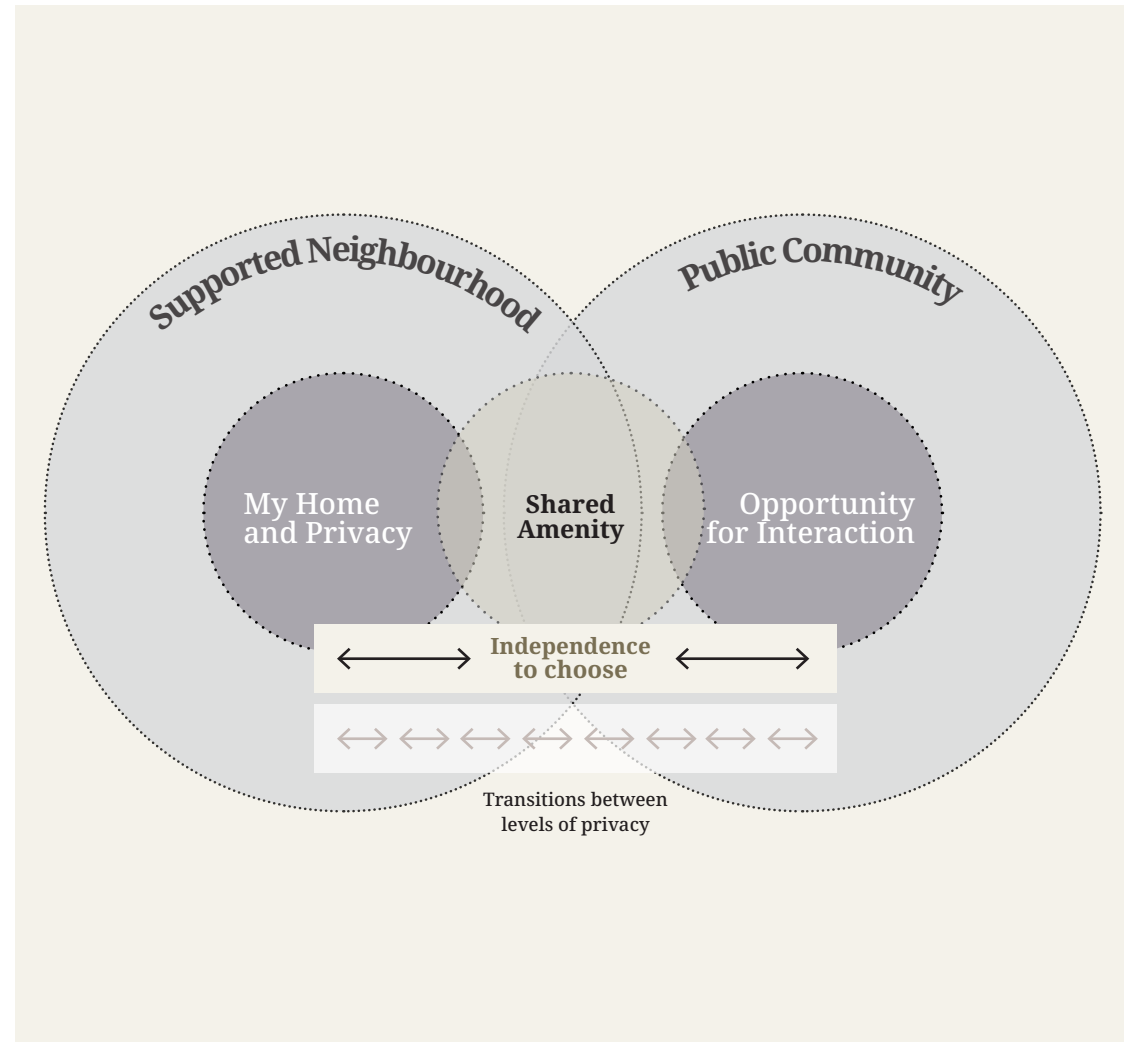 Supported Neighbourhood
Public Community
My Home
and Privacy
Shared
Amenity
Opportunity
for Interaction
Independence
to choose
Transitions between
levels of privacy